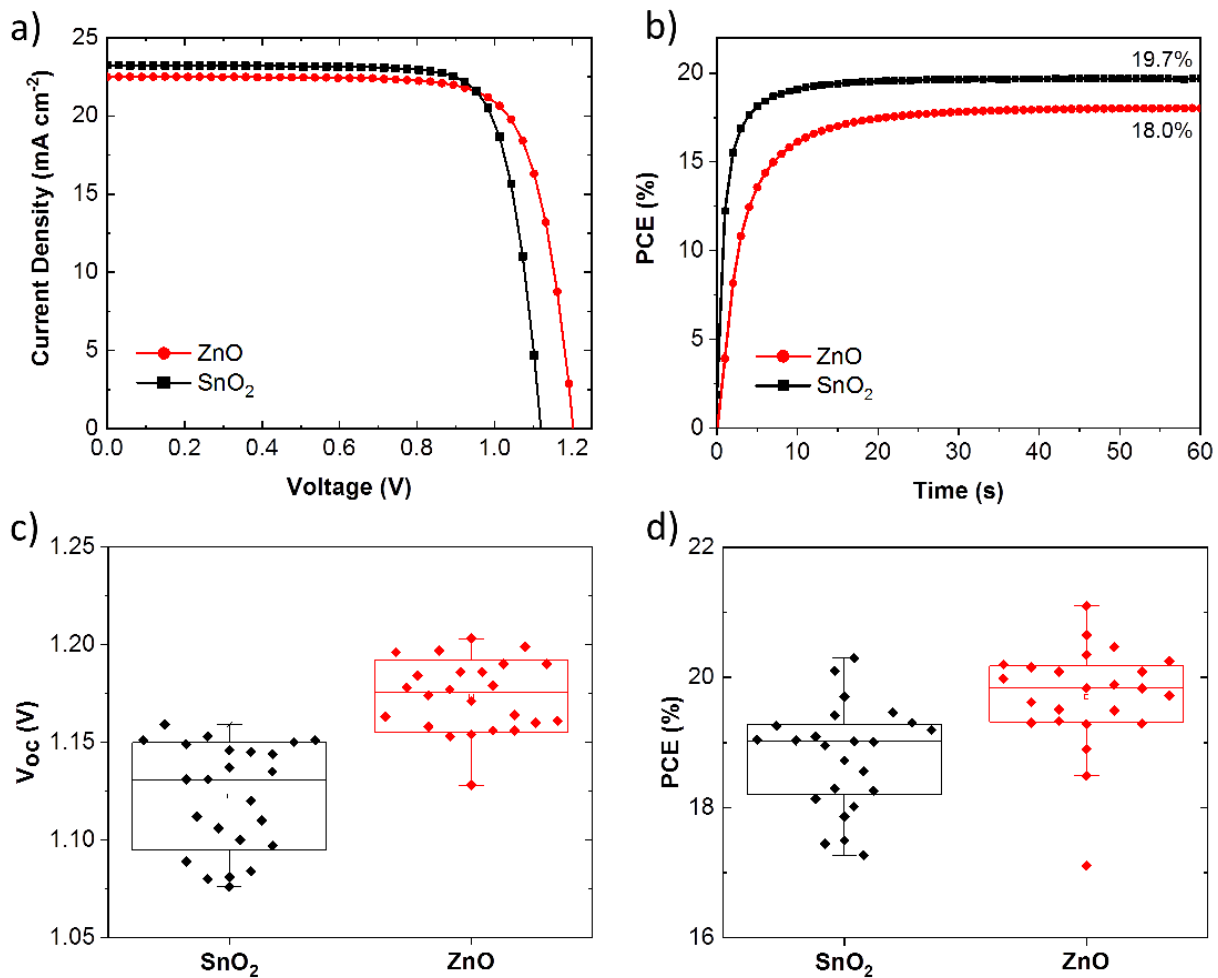 a)
25
20
15
10
5
0
Current Density (mA cm⁻²)
ZnO
SnO₂
0.0 0.2 0.4 0.6 0.8 1.0 1.2
Voltage (V)
b)
20
15
10
5
0
PCE (%)
19.7%
18.0%
ZnO
SnO₂
0 10 20 30 40 50 60
Time (s)
c)
1.25
1.20
1.15
1.10
1.05
V_OC (V)
SnO₂ ZnO
d)
22
20
18
16
PCE (%)
SnO₂ ZnO